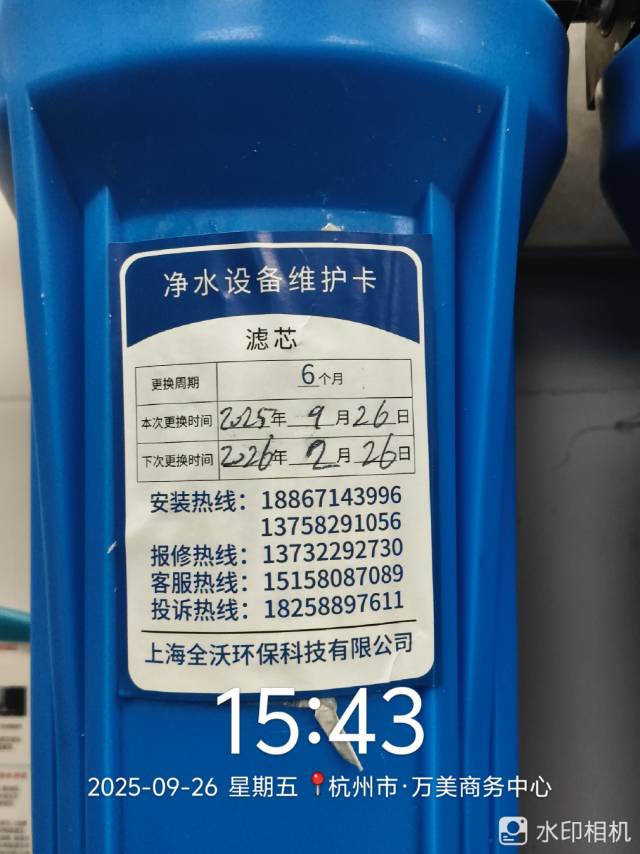 净水设备维护卡
滤芯
更换周期 6个月
本次更换时间 2025年 9月26日
下次更换时间 2026年 2月26日
安装热线：18867143996
13758291056
报修热线：13732292730
客服热线：15158087089
投诉热线：18258897611
上海全沃环保科技有限公司
15:43
2025-09-26 星期五 杭州市·万美商务中心
水印相机